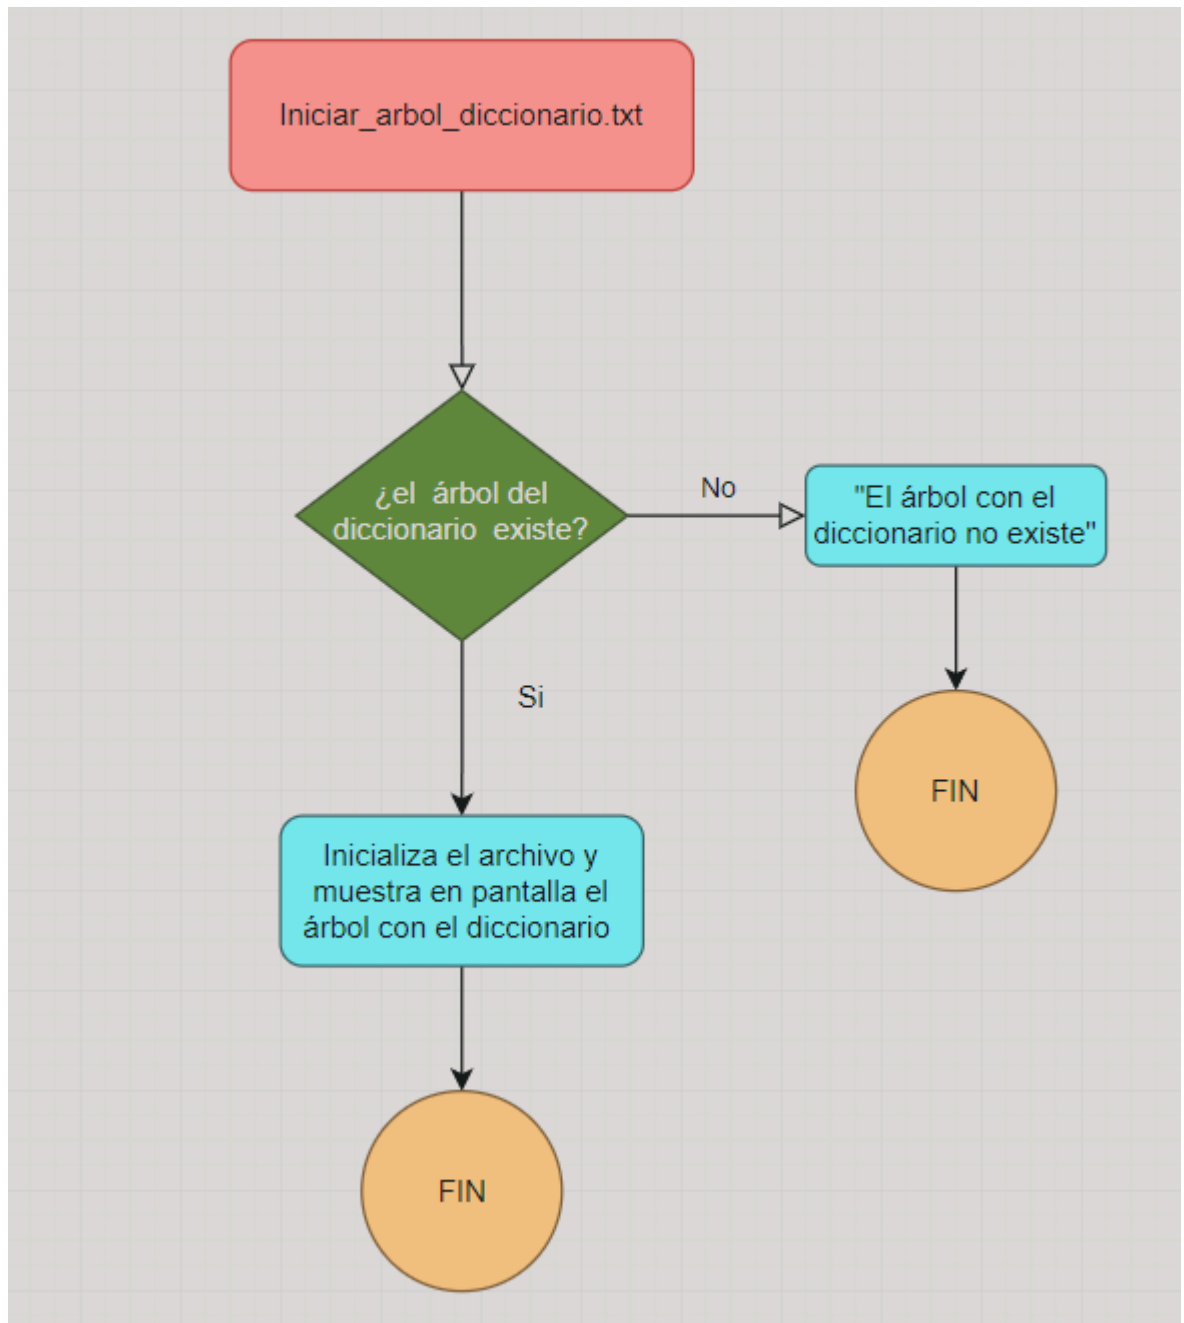 Iniciar_arbol_diccionario.txt
¿el árbol del
diccionario existe?
No
"El árbol con el
diccionario no existe"
Si
FIN
Inicializa el archivo y
muestra en pantalla el
árbol con el diccionario
FIN